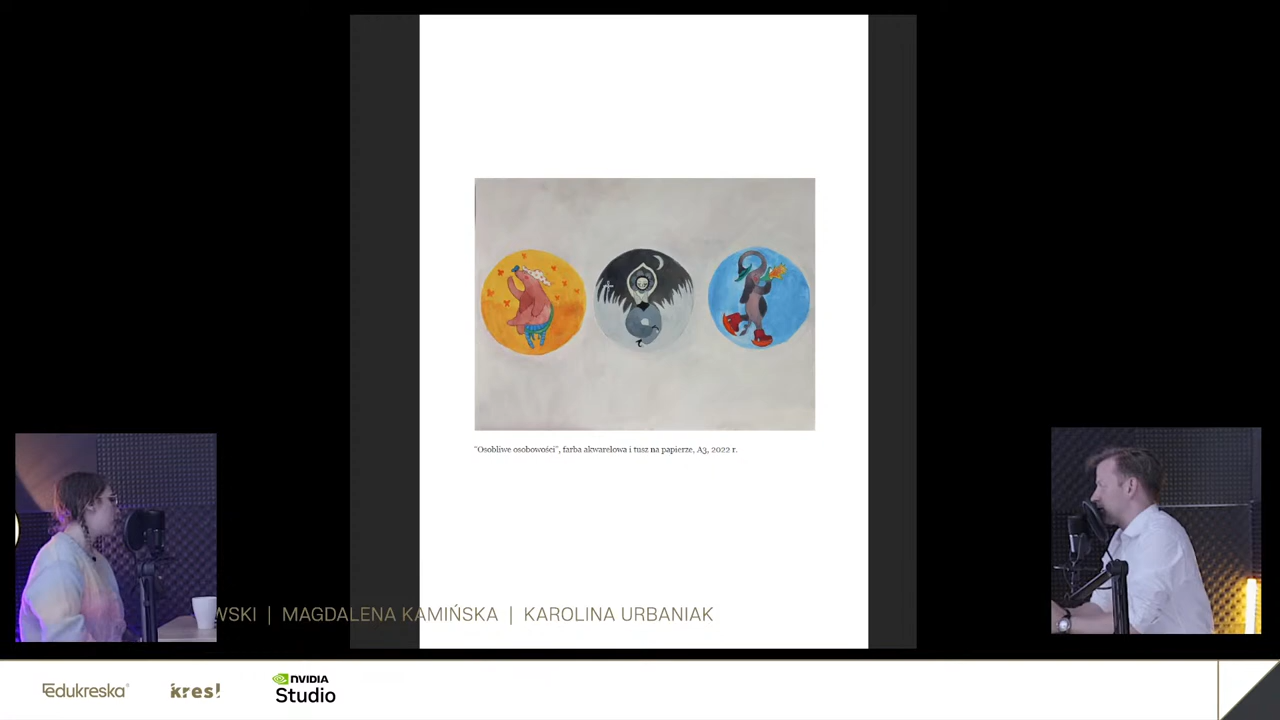 "Osobliwe osobowości", farba akwarelowa i tusz na papierze, A3, 2022 r.
WSKI | MAGDALENA KAMIŃSKA | KAROLINA URBANIAK
Edukreska®
kres!
NVIDIA
Studio